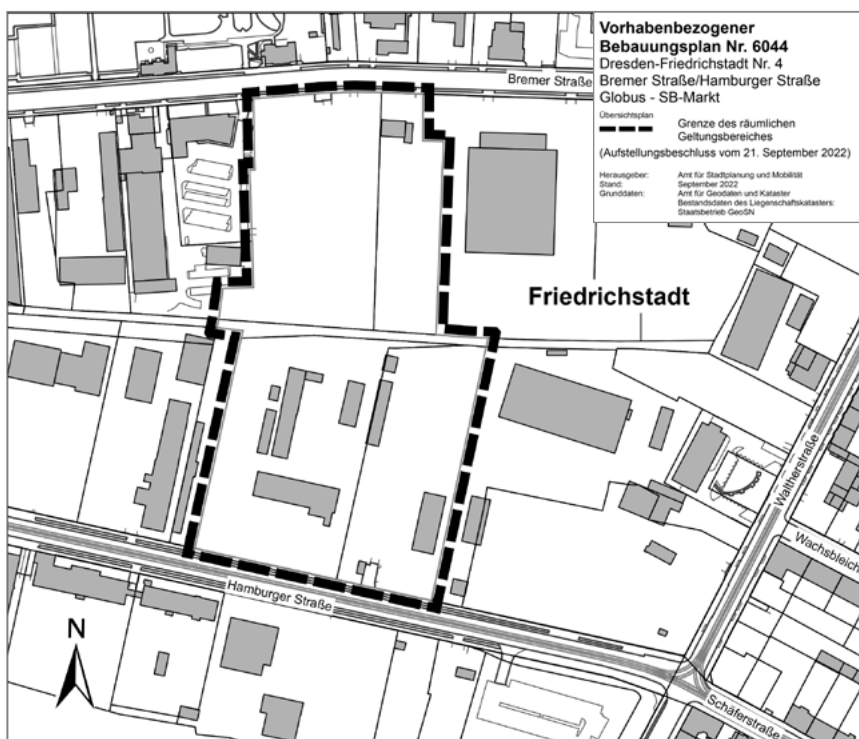 Vorhabenbezogener
Bebauungsplan Nr. 6044
Dresden-Friedrichstadt Nr. 4
Bremer Straße/Hamburger Straße
Globus - SB-Markt
Übersichtsplan
Grenze des räumlichen
Geltungsbereiches
(Aufstellungsbeschluss vom 21. September 2022)
Herausgeber: Amt für Stadtplanung und Mobilität
Stand: September 2022
Grunddaten: Amt für Geodaten und Kataster
Bestandsdaten des Liegenschaftskatasters:
Staatsbetrieb GeoSN
Bremer Straße
Friedrichstadt
Waltherstraße
Wachsbleich
Hamburger Straße
N
Schäferstraße